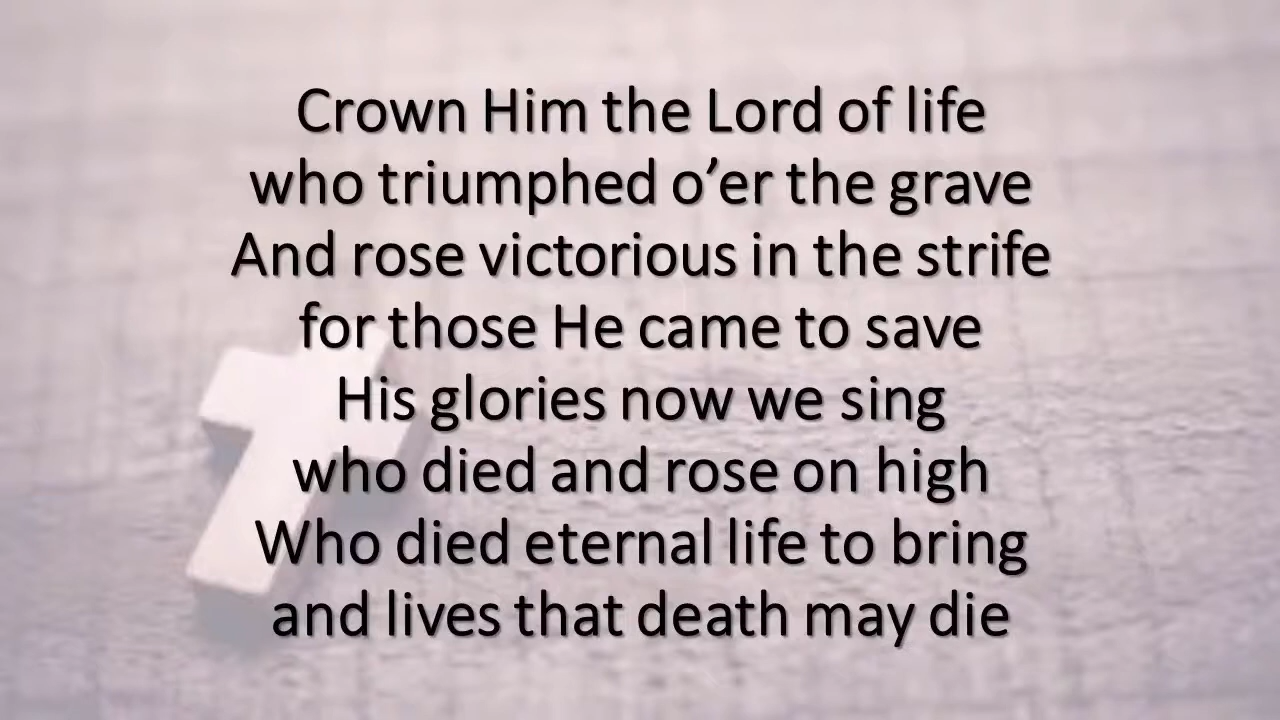 Crown Him the Lord of life
who triumphed o’er the grave
And rose victorious in the strife
for those He came to save
His glories now we sing
who died and rose on high
Who died eternal life to bring
and lives that death may die